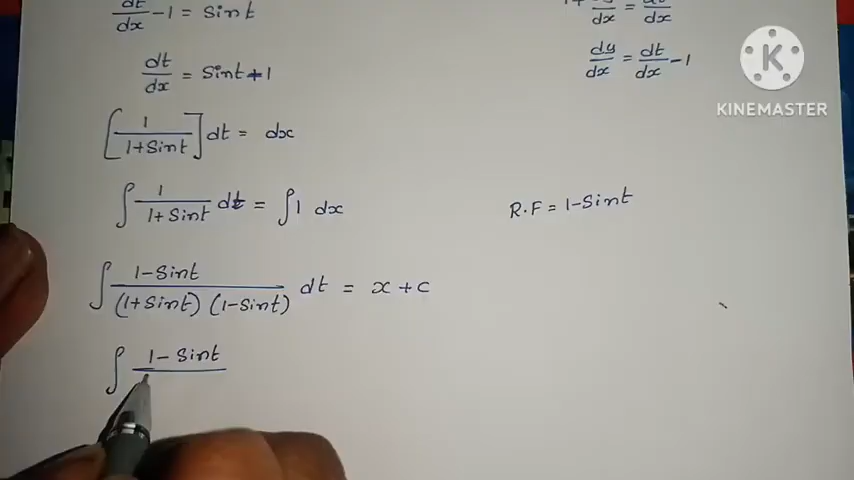 dt/dx - 1 = Sint
dt/dx = Sint + 1
[1/(1+Sint)] dt = dx
∫ 1/(1+Sint) dt = ∫ 1 dx
∫ (1-Sint)/((1+Sint) (1-Sint)) dt = x + c
∫ 1 - Sint
dy/dx = dt/dx - 1
R.F = 1-Sint
KINEMASTER